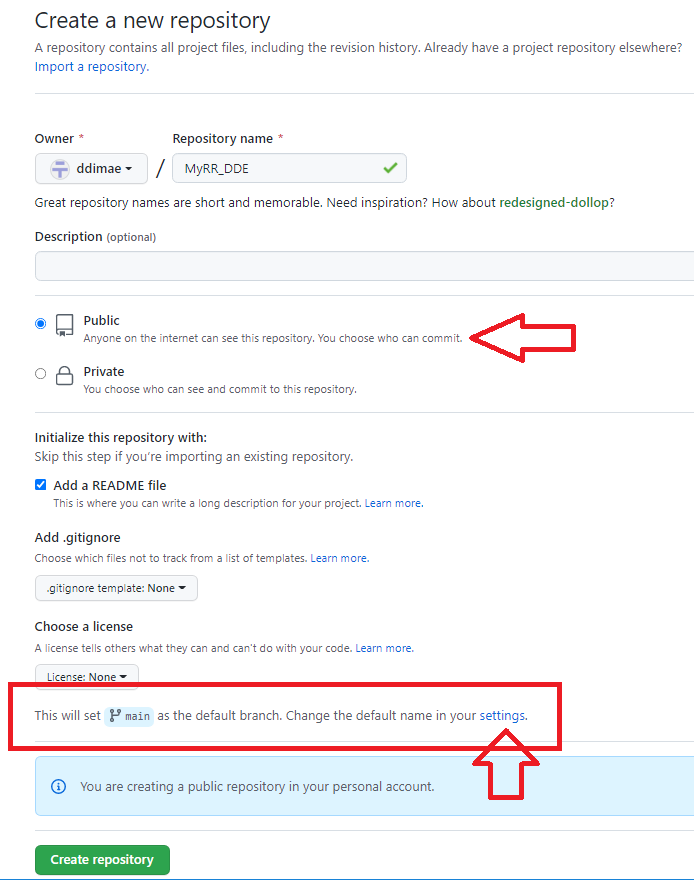 Create a new repository
A repository contains all project files, including the revision history. Already have a project repository elsewhere?
Import a repository.
Owner * Repository name *
ddimae / MyRR_DDE
Great repository names are short and memorable. Need inspiration? How about redesigned-dollop?
Description (optional)
Public
Anyone on the internet can see this repository. You choose who can commit.
Private
You choose who can see and commit to this repository.
Initialize this repository with:
Skip this step if you’re importing an existing repository.
Add a README file
This is where you can write a long description for your project. Learn more.
Add .gitignore
Choose which files not to track from a list of templates. Learn more.
.gitignore template: None
Choose a license
A license tells others what they can and can't do with your code. Learn more.
License: None
This will set main as the default branch. Change the default name in your settings.
You are creating a public repository in your personal account.
Create repository